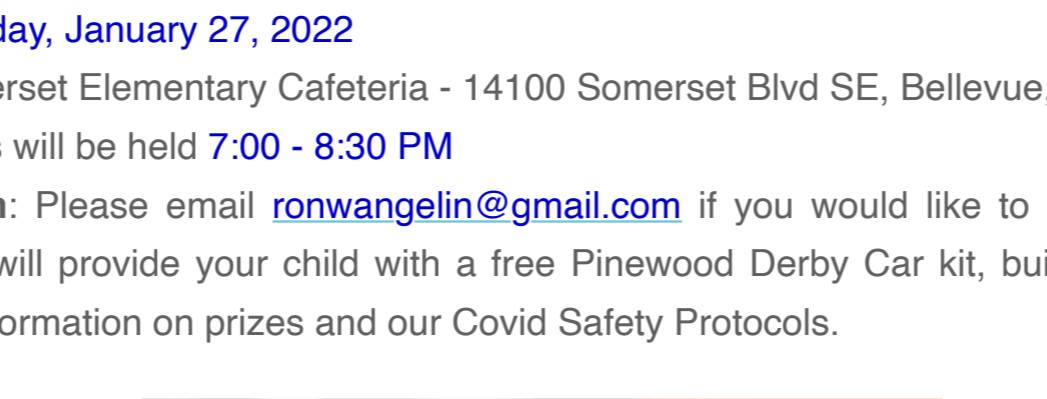 day, January 27, 2022
erset Elementary Cafeteria - 14100 Somerset Blvd SE, Bellevue,
s will be held 7:00 - 8:30 PM
n: Please email ronwangelin@gmail.com if you would like to
will provide your child with a free Pinewood Derby Car kit, bui
ormation on prizes and our Covid Safety Protocols.